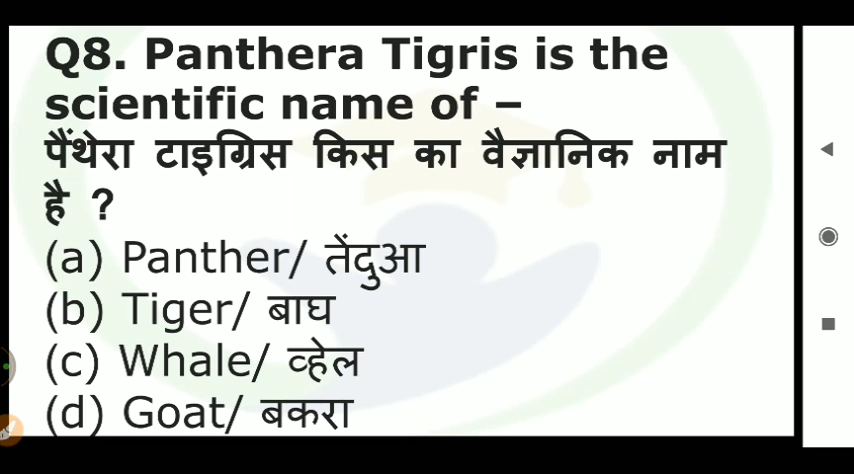 Q8. Panthera Tigris is the
scientific name of –
पैंथेरा टाइग्रिस किस का वैज्ञानिक नाम
है ?
(a) Panther/ तेंदुआ
(b) Tiger/ बाघ
(c) Whale/ व्हेल
(d) Goat/ बकरा